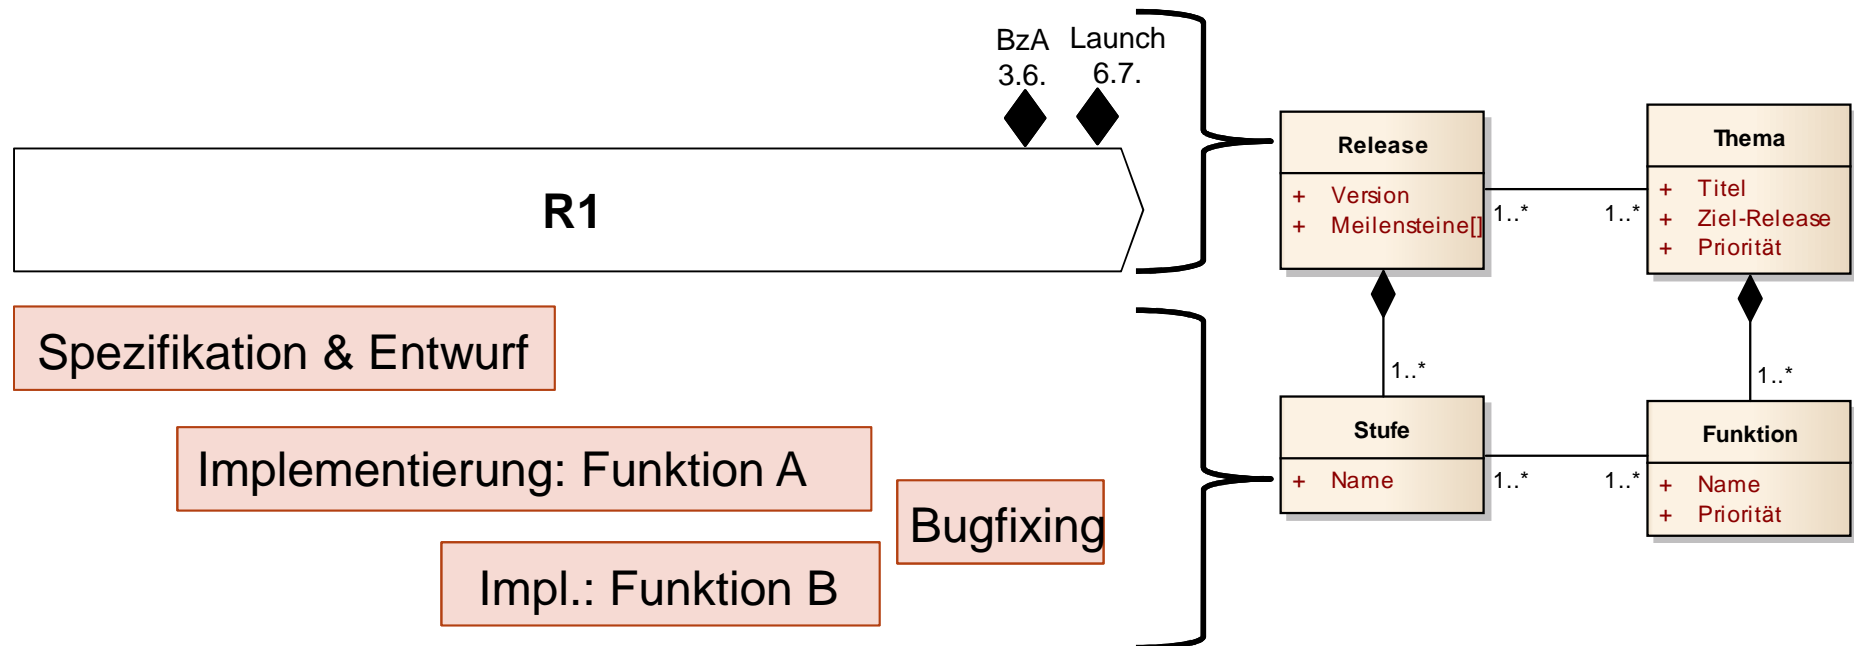 BzA
3.6.
Launch
6.7.
R1
Spezifikation & Entwurf
Implementierung: Funktion A
Bugfixing
Impl.: Funktion B
Release
+ Version
+ Meilensteine[]
1..*
1..*
Thema
+ Titel
+ Ziel-Release
+ Priorität
1..*
1..*
Stufe
+ Name
1..*
1..*
Funktion
+ Name
+ Priorität